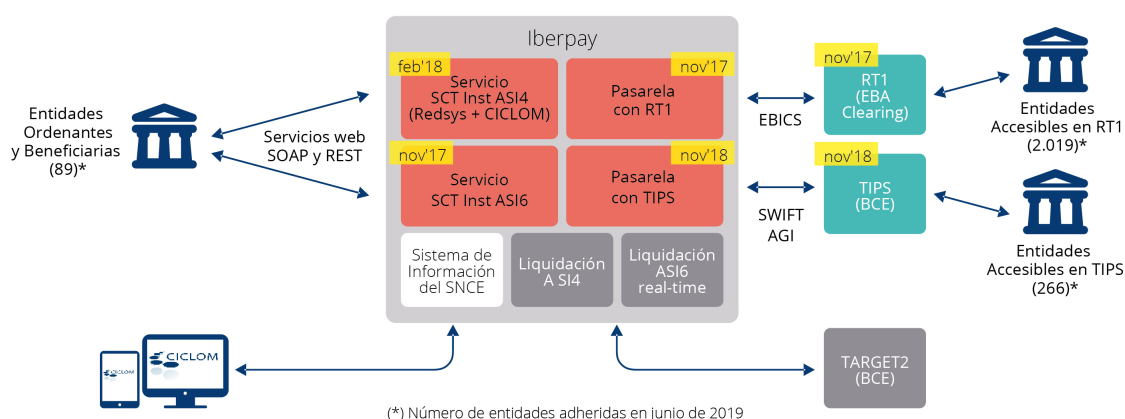 Iberpay
feb'18
Servicio
SCT Inst ASI4
(Redsys + CICLOM)
nov'17
Pasarela
con RT1
nov'17
Servicio
SCT Inst ASI6
nov'18
Pasarela
con TIPS
Sistema de
Información
del SNCE
Liquidación
A SI4
Liquidación
ASI6
real-time
Entidades
Ordenantes
y Beneficiarias
(89)*
Servicios web
SOAP y REST
EBICS
SWIFT
AGI
nov'17
RT1
(EBA
Clearing)
nov'18
TIPS
(BCE)
Entidades
Accesibles en RT1
(2.019)*
Entidades
Accesibles en TIPS
(266)*
CICLOM
CICLOM
TARGET2
(BCE)
(*) Número de entidades adheridas en junio de 2019